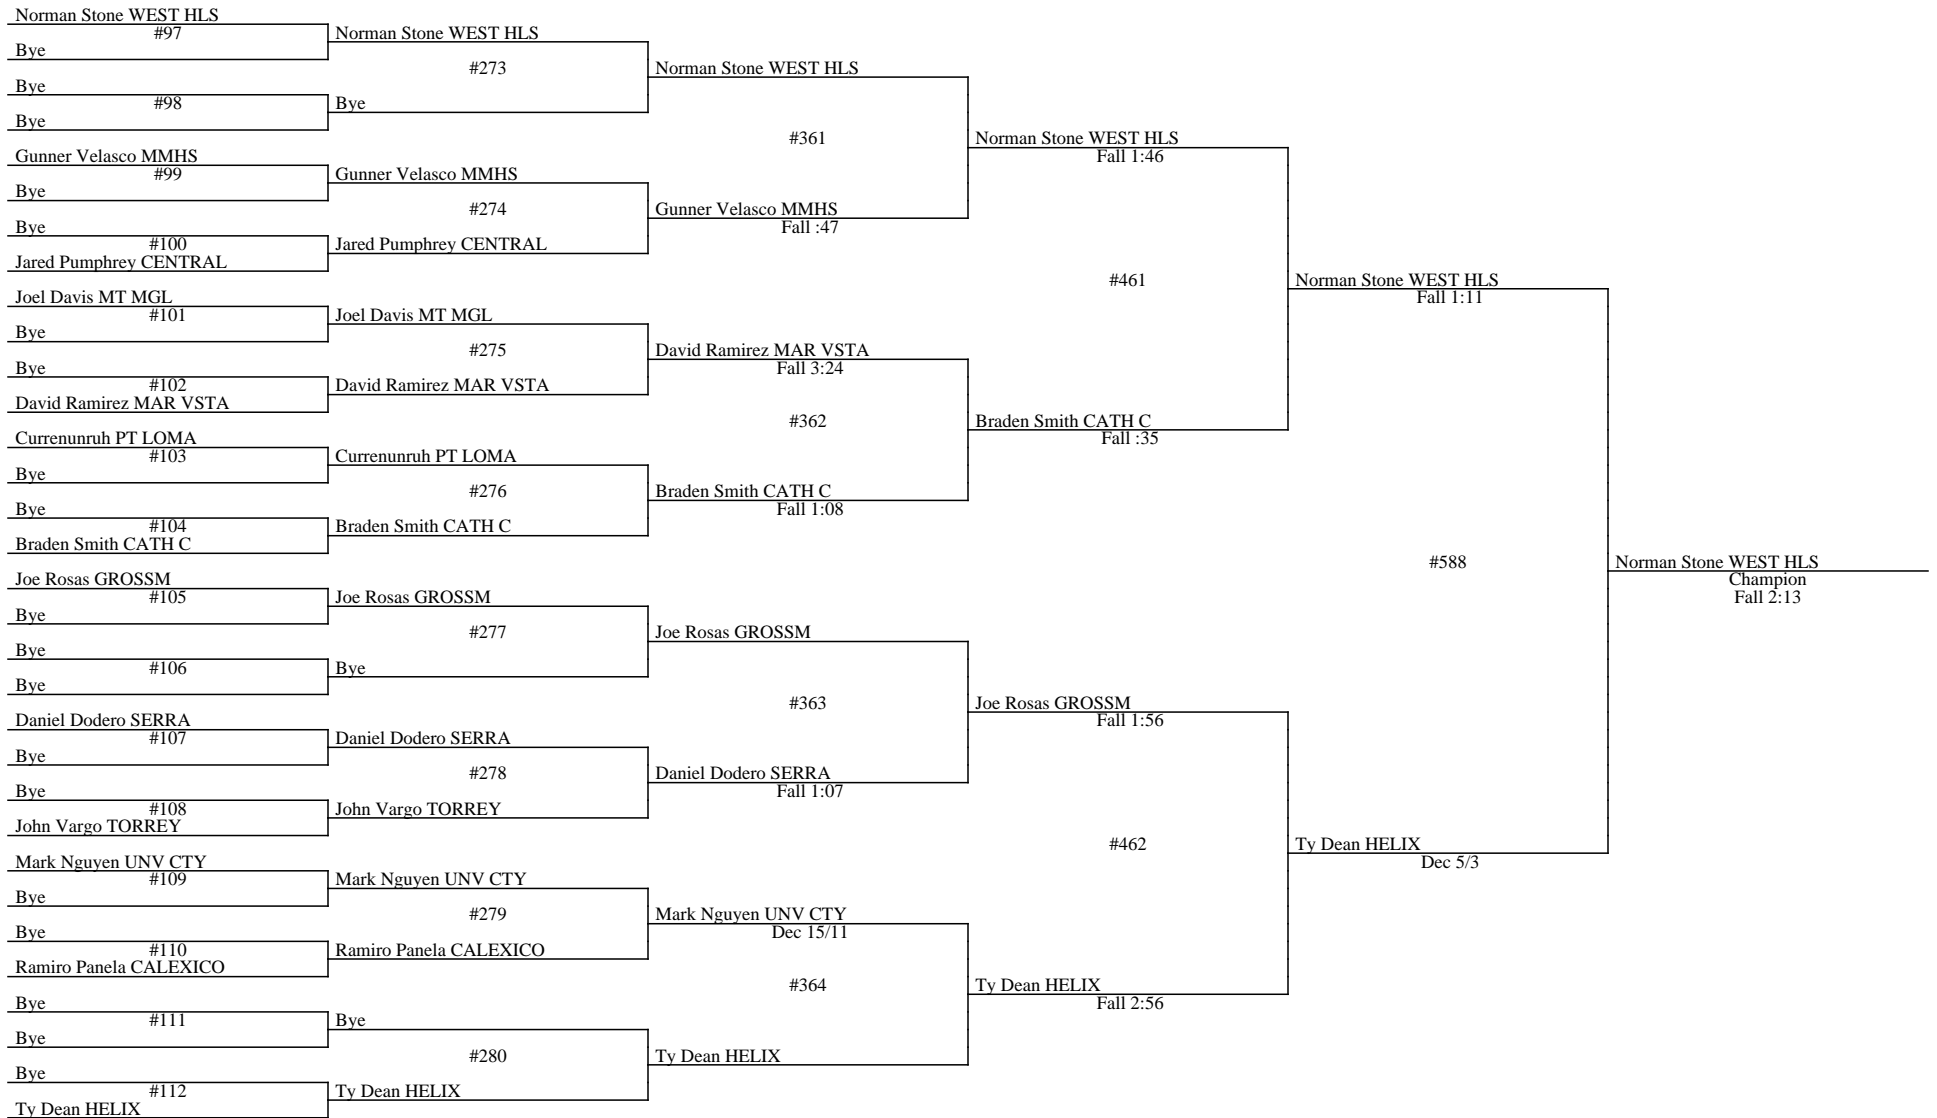 Norman Stone WEST HLS
#97
Bye
Bye
#98
Bye
Gunner Velasco MMHS
#99
Bye
Bye
#100
Jared Pumphrey CENTRAL
Joel Davis MT MGL
#101
Bye
Bye
#102
David Ramirez MAR VSTA
Currenunruh PT LOMA
#103
Bye
Bye
#104
Braden Smith CATH C
Joe Rosas GROSSM
#105
Bye
Bye
#106
Bye
Daniel Dodero SERRA
#107
Bye
Bye
#108
John Vargo TORREY
Mark Nguyen UNV CTY
#109
Bye
Bye
#110
Ramiro Panela CALEXICO
Bye
#111
Bye
Bye
#112
Ty Dean HELIX
Norman Stone WEST HLS
#273
Bye
Gunner Velasco MMHS
#274
Jared Pumphrey CENTRAL
Joel Davis MT MGL
#275
David Ramirez MAR VSTA
Currenunruh PT LOMA
#276
Braden Smith CATH C
Joe Rosas GROSSM
#277
Bye
Daniel Dodero SERRA
#278
John Vargo TORREY
Mark Nguyen UNV CTY
#279
Ramiro Panela CALEXICO
Bye
#280
Ty Dean HELIX
Norman Stone WEST HLS
#361
Gunner Velasco MMHS
Fall :47
David Ramirez MAR VSTA
Fall 3:24
#362
Braden Smith CATH C
Fall 1:08
Joe Rosas GROSSM
#363
Daniel Dodero SERRA
Fall 1:07
Mark Nguyen UNV CTY
Dec 15/11
#364
Ty Dean HELIX
Norman Stone WEST HLS
Fall 1:46
#461
Braden Smith CATH C
Fall :35
Joe Rosas GROSSM
Fall 1:56
#462
Ty Dean HELIX
Fall 2:56
Norman Stone WEST HLS
Fall 1:11
#588
Ty Dean HELIX
Dec 5/3
Norman Stone WEST HLS
Champion
Fall 2:13